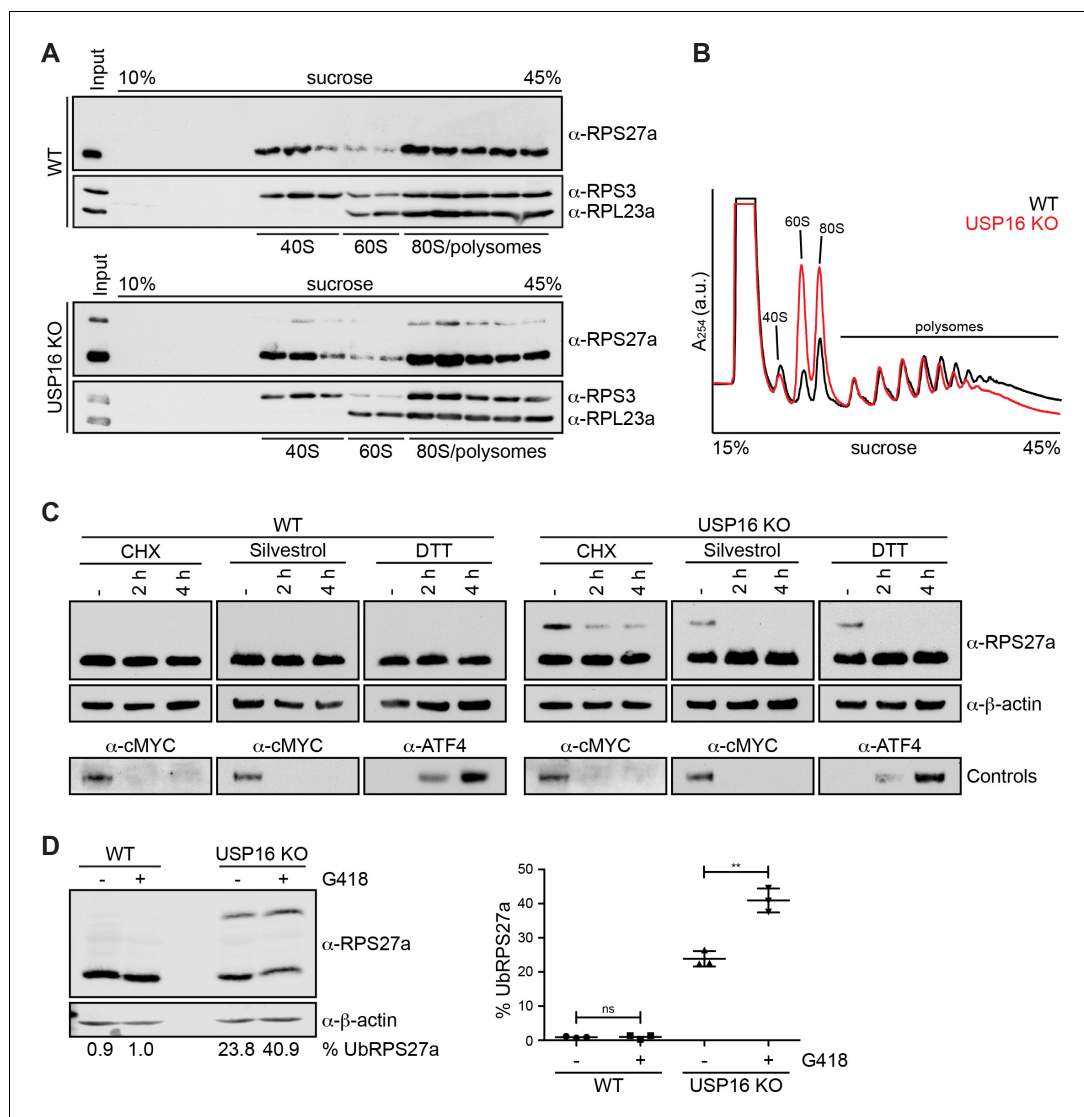 A
Input
10% sucrose 45%
WT
α-RPS27a
α-RPS3
α-RPL23a
40S 60S 80S/polysomes
Input
10% sucrose 45%
USP16 KO
α-RPS27a
α-RPS3
α-RPL23a
40S 60S 80S/polysomes
B
WT
USP16 KO
60S
80S
40S
polysomes
A254 (a.u.)
15% sucrose 45%
C
WT USP16 KO
CHX Silvestrol DTT CHX Silvestrol DTT
- 2 h 4 h - 2 h 4 h - 2 h 4 h - 2 h 4 h - 2 h 4 h - 2 h 4 h
α-RPS27a
α-β-actin
α-cMYC α-cMYC α-ATF4 α-cMYC α-cMYC α-ATF4
Controls
D
WT USP16 KO
- + - + G418
α-RPS27a
α-β-actin
0.9 1.0 23.8 40.9 % UbRPS27a
% UbRPS27a
50
40
30
20
10
0
ns
**
- + - + G418
WT USP16 KO